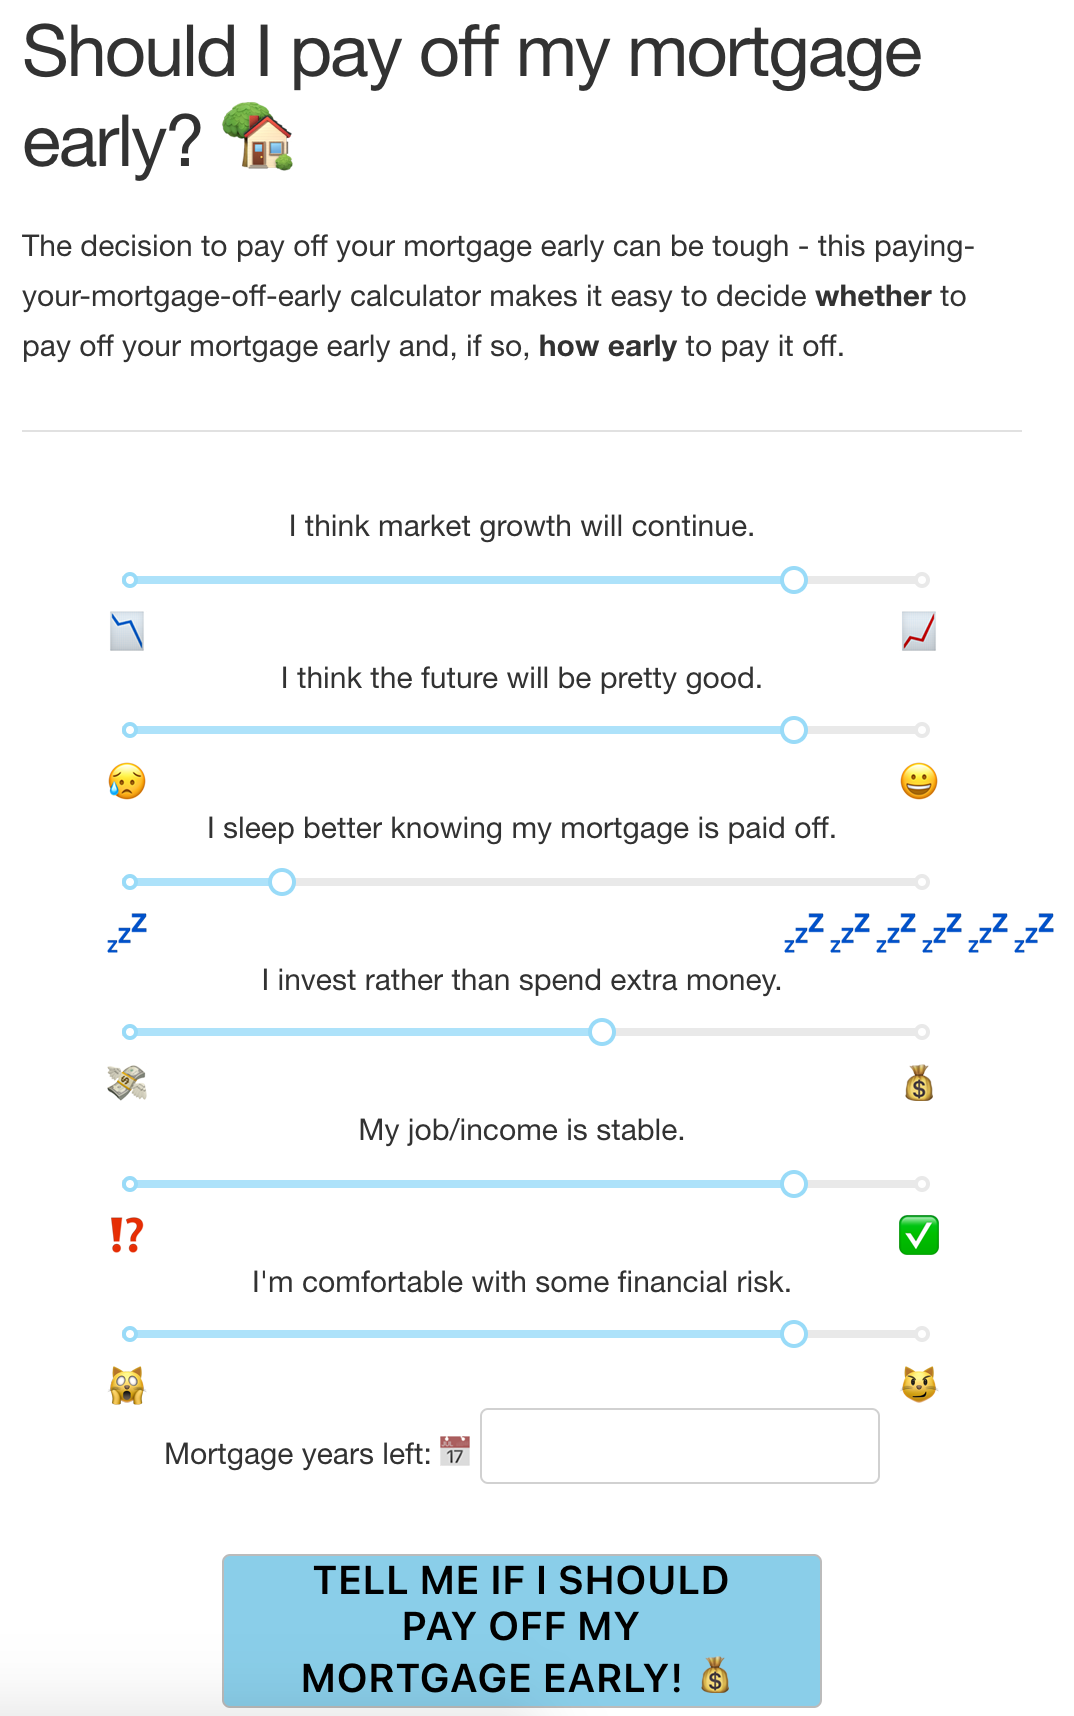 Should I pay off my mortgage
early? 🏡
The decision to pay off your mortgage early can be tough - this paying-
your-mortgage-off-early calculator makes it easy to decide whether to
pay off your mortgage early and, if so, how early to pay it off.
I think market growth will continue.
I think the future will be pretty good.
I sleep better knowing my mortgage is paid off.
💤 💤💤💤💤💤💤
I invest rather than spend extra money.
My job/income is stable.
⁉️ ✅
I'm comfortable with some financial risk.
Mortgage years left: 📅
TELL ME IF I SHOULD
PAY OFF MY
MORTGAGE EARLY! 💰